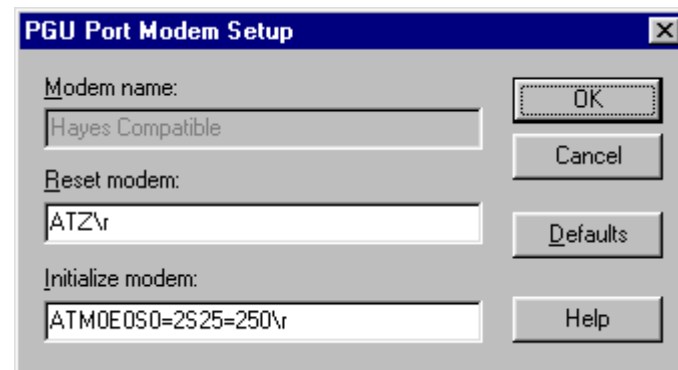 PGU Port Modem Setup
Modem name:
Hayes Compatible
OK
Cancel
Reset modem:
ATZ\r
Defaults
Initialize modem:
ATM0E0S0=2S25=250\r
Help